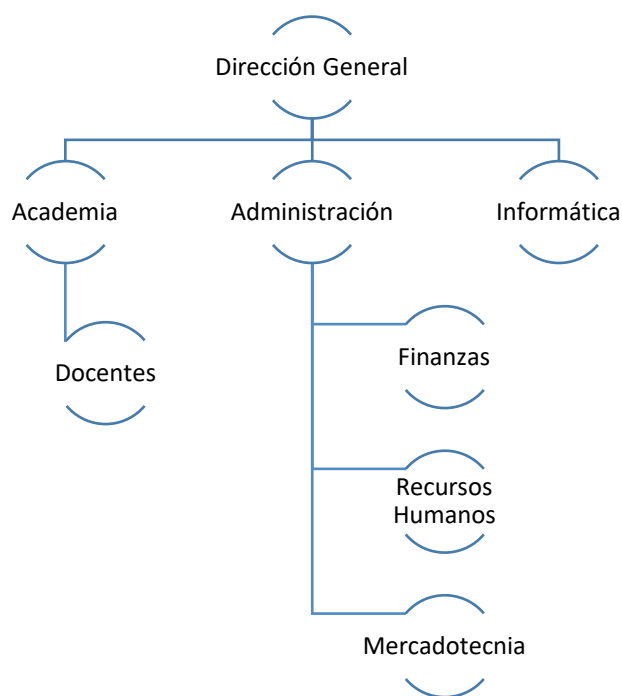 Dirección General
Academia
Administración
Informática
Docentes
Finanzas
Recursos
Humanos
Mercadotecnia